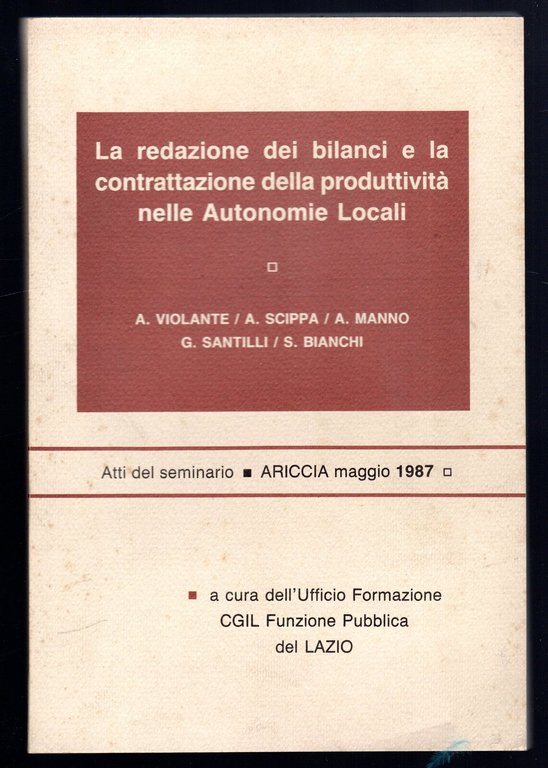 La redazione dei bilanci e la
contrattazione della produttività
nelle Autonomie Locali
A. VIOLANTE / A. SCIPPA / A. MANNO
G. SANTILLI / S. BIANCHI
Atti del seminario ■ ARICCIA maggio 1987 □
■ a cura dell'Ufficio Formazione
CGIL Funzione Pubblica
del LAZIO